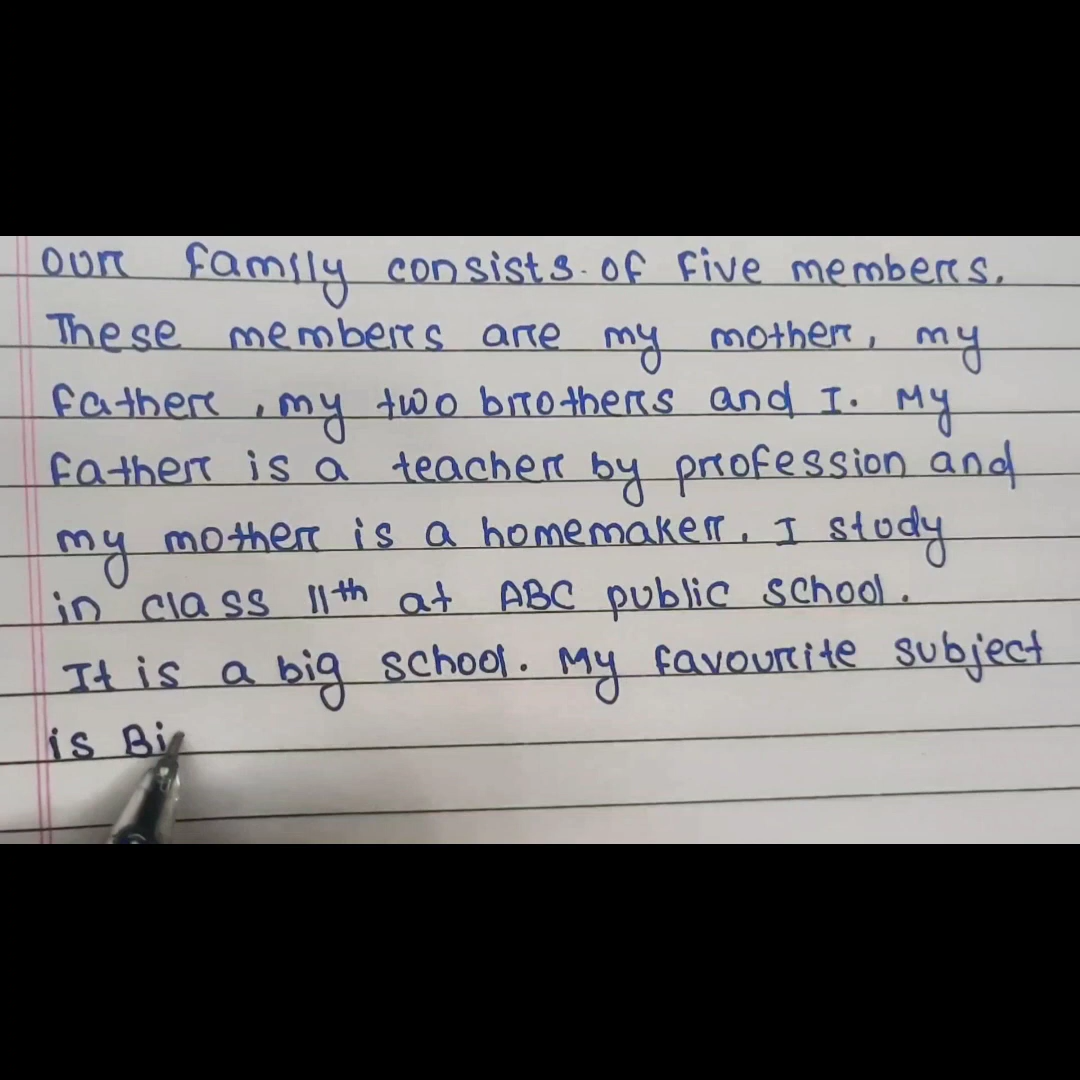 our family consists of five members.
These members are my mother, my
father, my two brothers and I. My
father is a teacher by profession and
my mother is a homemaker. I study
in class 11th at ABC public school.
It is a big school. My favourite subject
is Bi